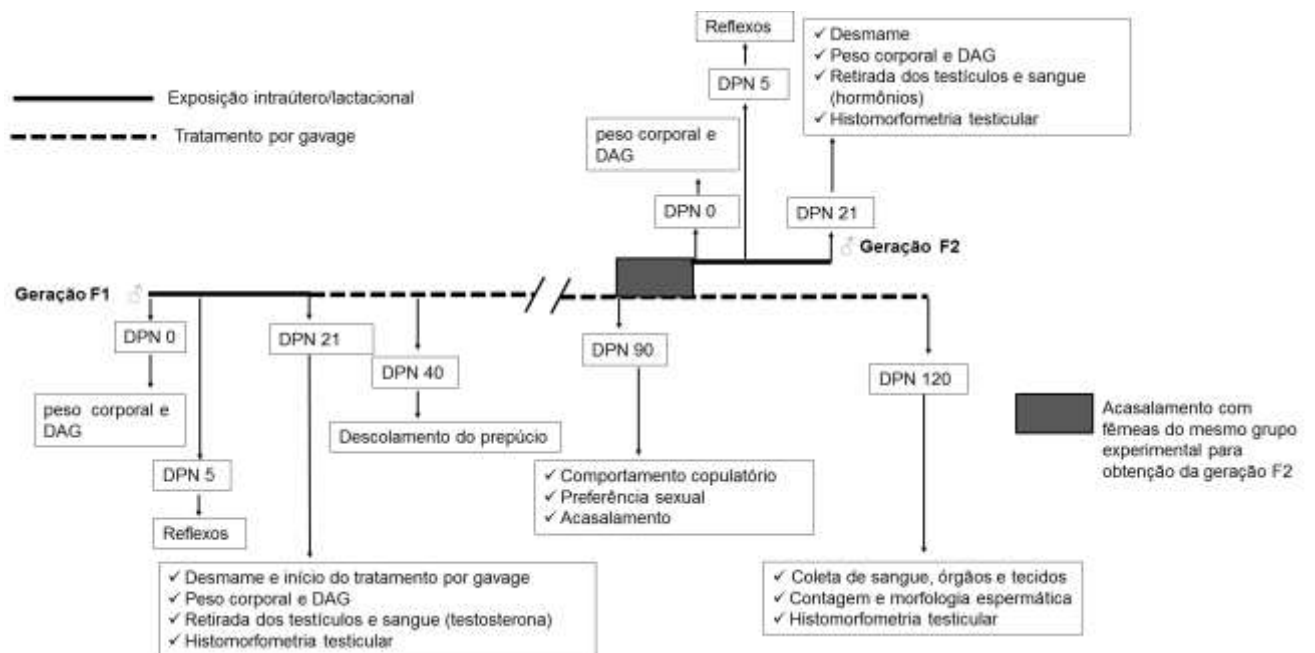 Reflexos
✓ Desmame
✓ Peso corporal e DAG
✓ Retirada dos testículos e sangue
(hormônios)
✓ Histomorfometria testicular
DPN 5
Exposição intraútero/lactacional
Tratamento por gavage
peso corporal e
DAG
DPN 0
DPN 21
♂ Geração F2
Geração F1 ♂
DPN 0
DPN 21
DPN 90
DPN 40
DPN 120
peso corporal e
DAG
Descolamento do prepúcio
Acasalamento com
fêmeas do mesmo grupo
experimental para
obtenção da geração F2
DPN 5
✓ Comportamento copulatório
✓ Preferência sexual
✓ Acasalamento
Reflexos
✓ Desmame e início do tratamento por gavage
✓ Peso corporal e DAG
✓ Retirada dos testículos e sangue (testosterona)
✓ Histomorfometria testicular
✓ Coleta de sangue, órgãos e tecidos
✓ Contagem e morfologia espermática
✓ Histomorfometria testicular